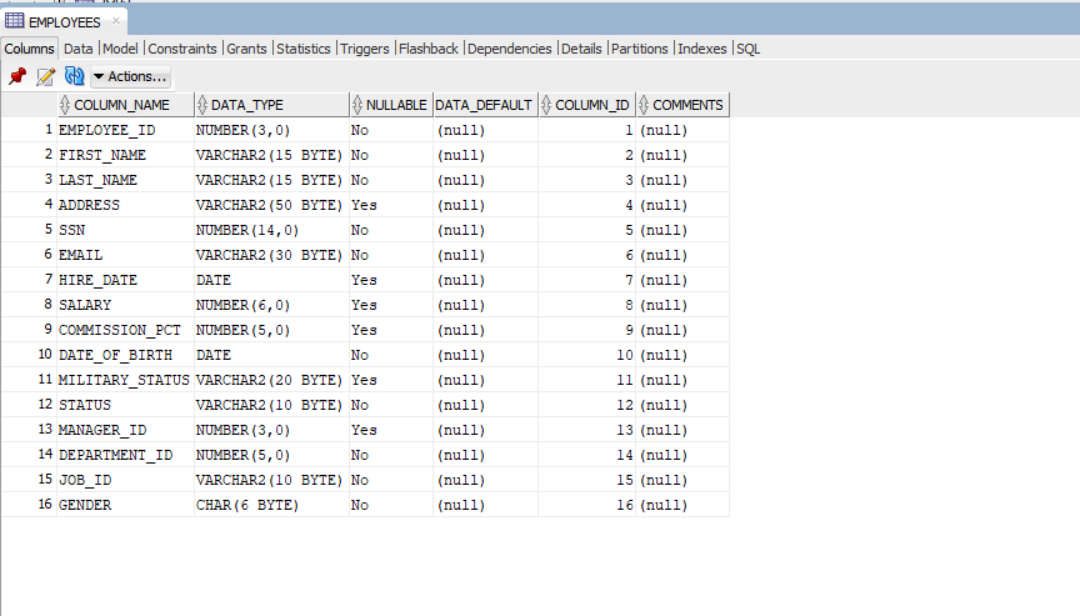 EMPLOYEES
Columns Data Model Constraints Grants Statistics Triggers Flashback Dependencies Details Partitions Indexes SQL
Actions...
COLUMN_NAME DATA_TYPE NULLABLE DATA_DEFAULT COLUMN_ID COMMENTS
1 EMPLOYEE_ID NUMBER(3,0) No (null) 1 (null)
2 FIRST_NAME VARCHAR2(15 BYTE) No (null) 2 (null)
3 LAST_NAME VARCHAR2(15 BYTE) No (null) 3 (null)
4 ADDRESS VARCHAR2(50 BYTE) Yes (null) 4 (null)
5 SSN NUMBER(14,0) No (null) 5 (null)
6 EMAIL VARCHAR2(30 BYTE) No (null) 6 (null)
7 HIRE_DATE DATE Yes (null) 7 (null)
8 SALARY NUMBER(6,0) Yes (null) 8 (null)
9 COMMISSION_PCT NUMBER(5,0) Yes (null) 9 (null)
10 DATE_OF_BIRTH DATE No (null) 10 (null)
11 MILITARY_STATUS VARCHAR2(20 BYTE) Yes (null) 11 (null)
12 STATUS VARCHAR2(10 BYTE) No (null) 12 (null)
13 MANAGER_ID NUMBER(3,0) Yes (null) 13 (null)
14 DEPARTMENT_ID NUMBER(5,0) No (null) 14 (null)
15 JOB_ID VARCHAR2(10 BYTE) No (null) 15 (null)
16 GENDER CHAR(6 BYTE) No (null) 16 (null)